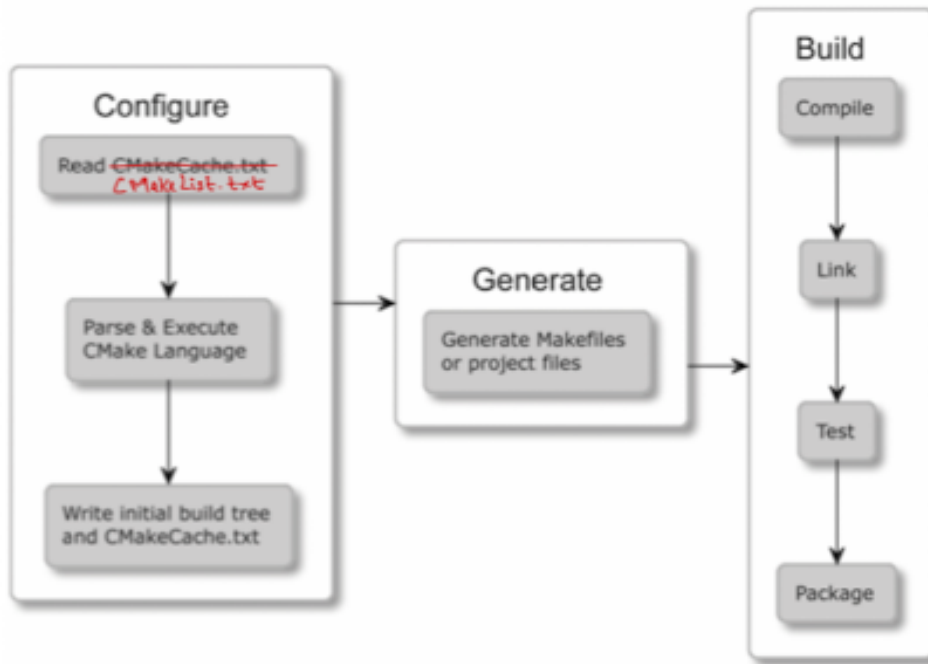 Configure
Read CMakeCache.txt
CMakeList.txt
Parse & Execute
CMake Language
Write initial build tree
and CMakeCache.txt
Generate
Generate Makefiles
or project files
Build
Compile
Link
Test
Package